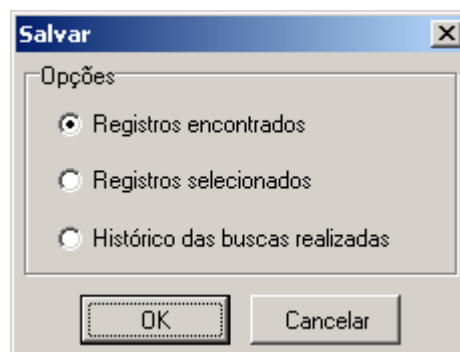 Salvar
Opções
Registros encontrados
Registros selecionados
Histórico das buscas realizadas
OK
Cancelar